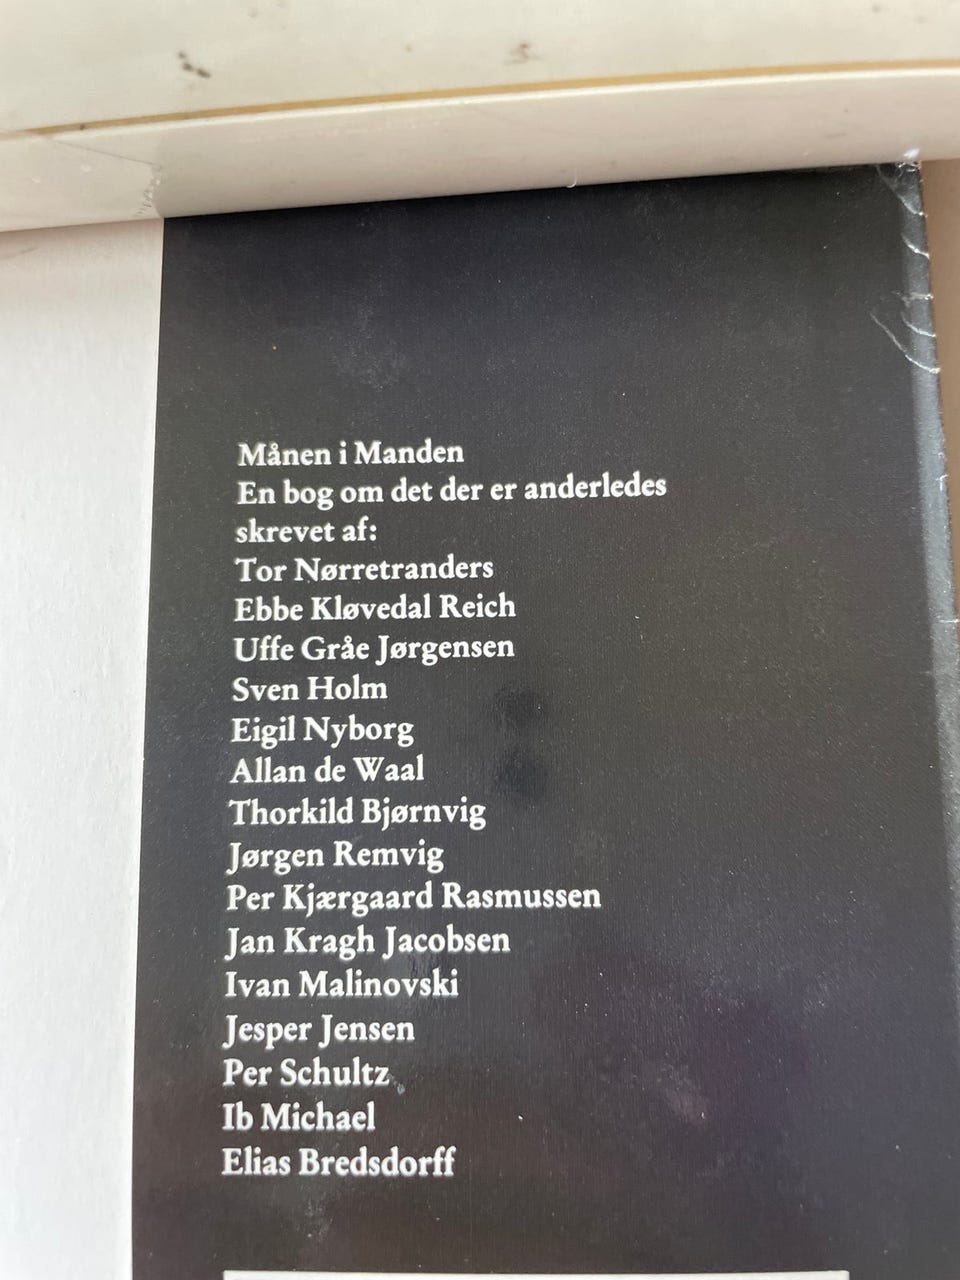 Månen i Manden
En bog om det der er anderledes
skrevet af:
Tor Nørretranders
Ebbe Kløvedal Reich
Uffe Gråe Jørgensen
Sven Holm
Eigil Nyborg
Allan de Waal
Thorkild Bjørnvig
Jørgen Remvig
Per Kjærgaard Rasmussen
Jan Kragh Jacobsen
Ivan Malinovski
Jesper Jensen
Per Schultz
Ib Michael
Elias Bredsdorff